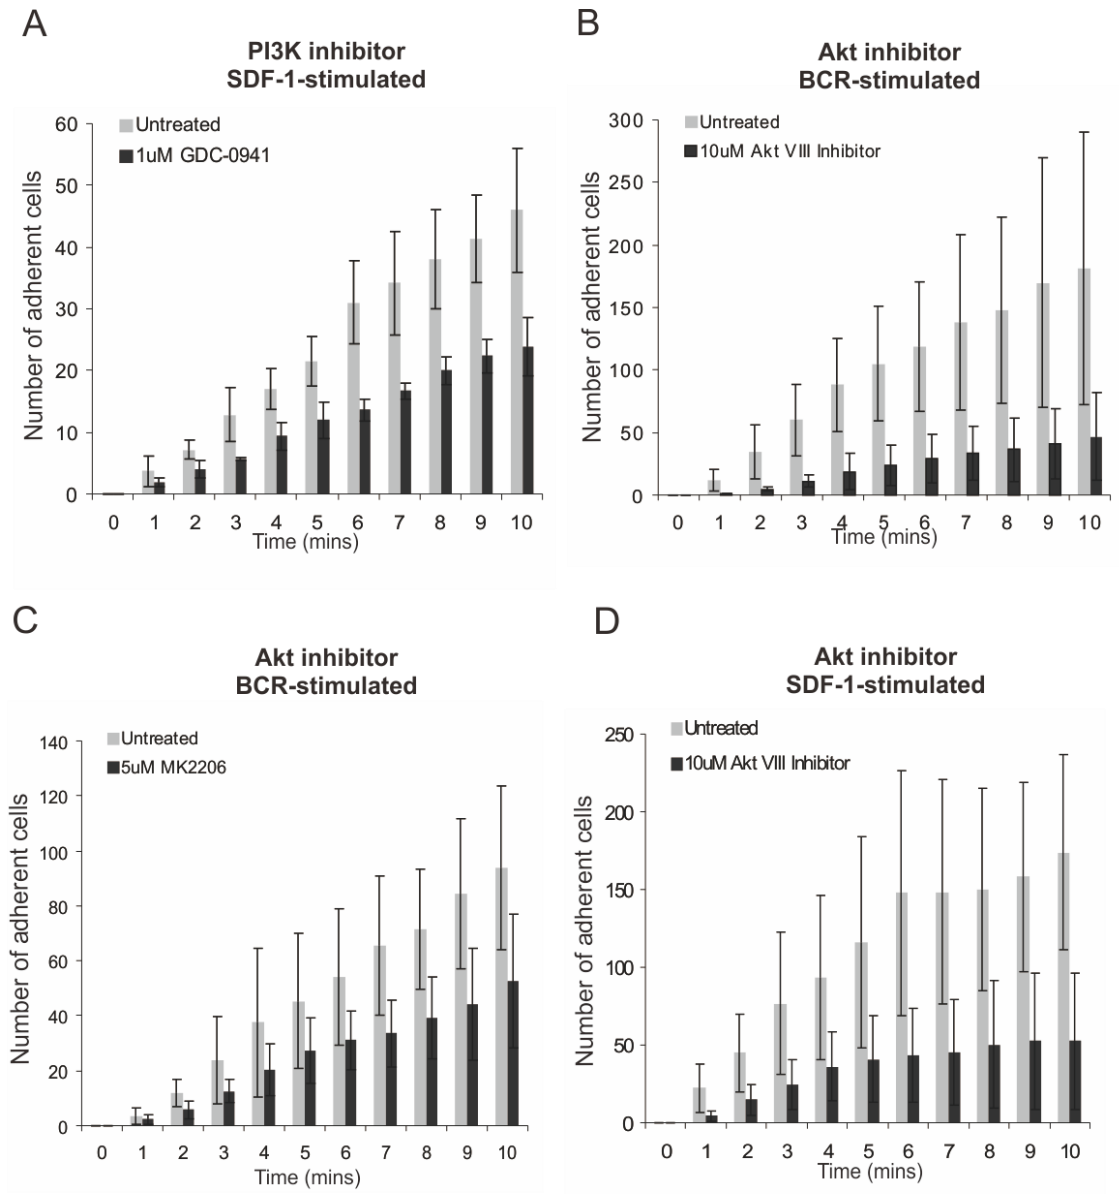 A
PI3K inhibitor
SDF-1-stimulated
Untreated
1uM GDC-0941
Number of adherent cells
60
50
40
30
20
10
0
0 1 2 3 4 5 6 7 8 9 10
Time (mins)
B
Akt inhibitor
BCR-stimulated
Untreated
10uM Akt VIII Inhibitor
Number of adherent cells
300
250
200
150
100
50
0
0 1 2 3 4 5 6 7 8 9 10
Time (mins)
C
Akt inhibitor
BCR-stimulated
Untreated
5uM MK2206
Number of adherent cells
140
120
100
80
60
40
20
0
0 1 2 3 4 5 6 7 8 9 10
Time (mins)
D
Akt inhibitor
SDF-1-stimulated
Untreated
10uM Akt VIII Inhibitor
Number of adherent cells
250
200
150
100
50
0
0 1 2 3 4 5 6 7 8 9 10
Time (mins)